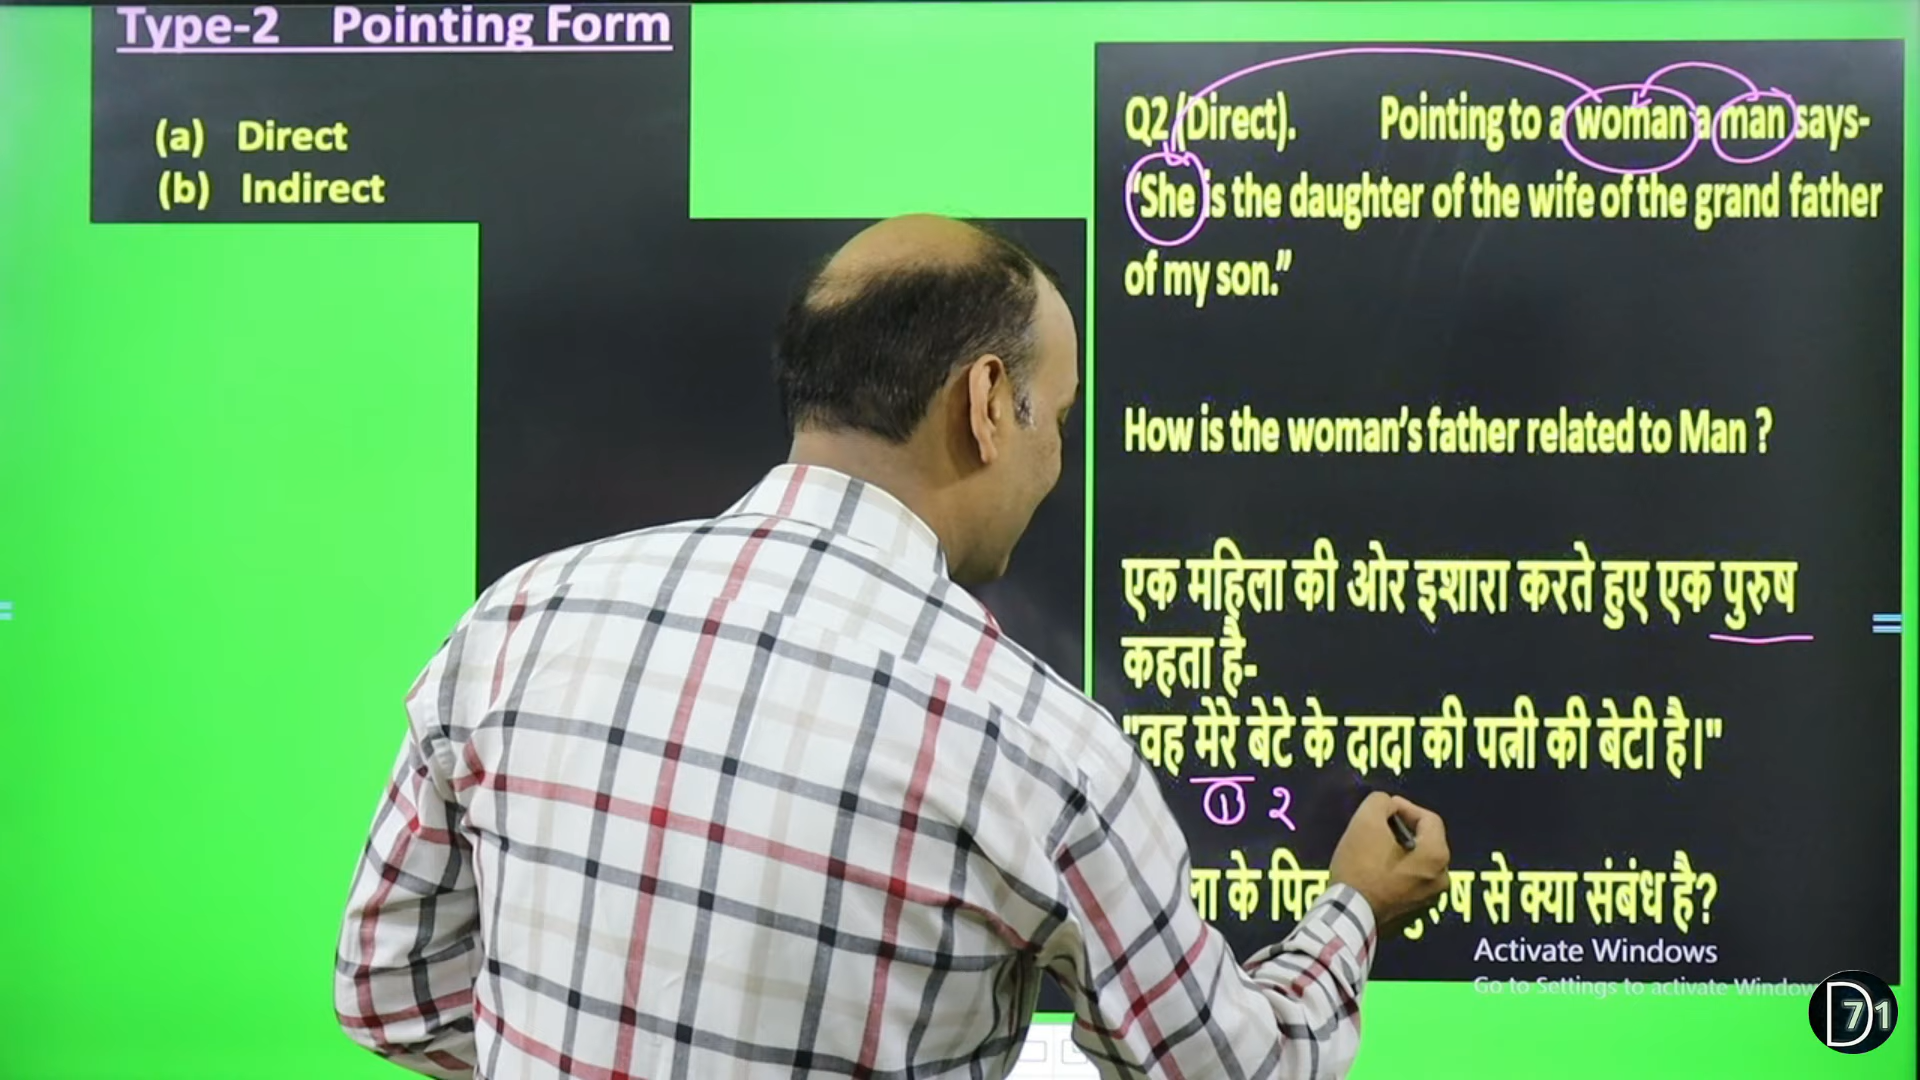 Type-2 Pointing Form
(a) Direct
(b) Indirect
Q2 (Direct). Pointing to a woman a man says-
"She is the daughter of the wife of the grand father
of my son."
How is the woman's father related to Man ?
एक महिला की ओर इशारा करते हुए एक पुरुष
कहता है-
"वह मेरे बेटे के दादा की पत्नी की बेटी है।"
① २
के से क्या संबंध है?
Activate Windows
Go to Settings to activate
D 71